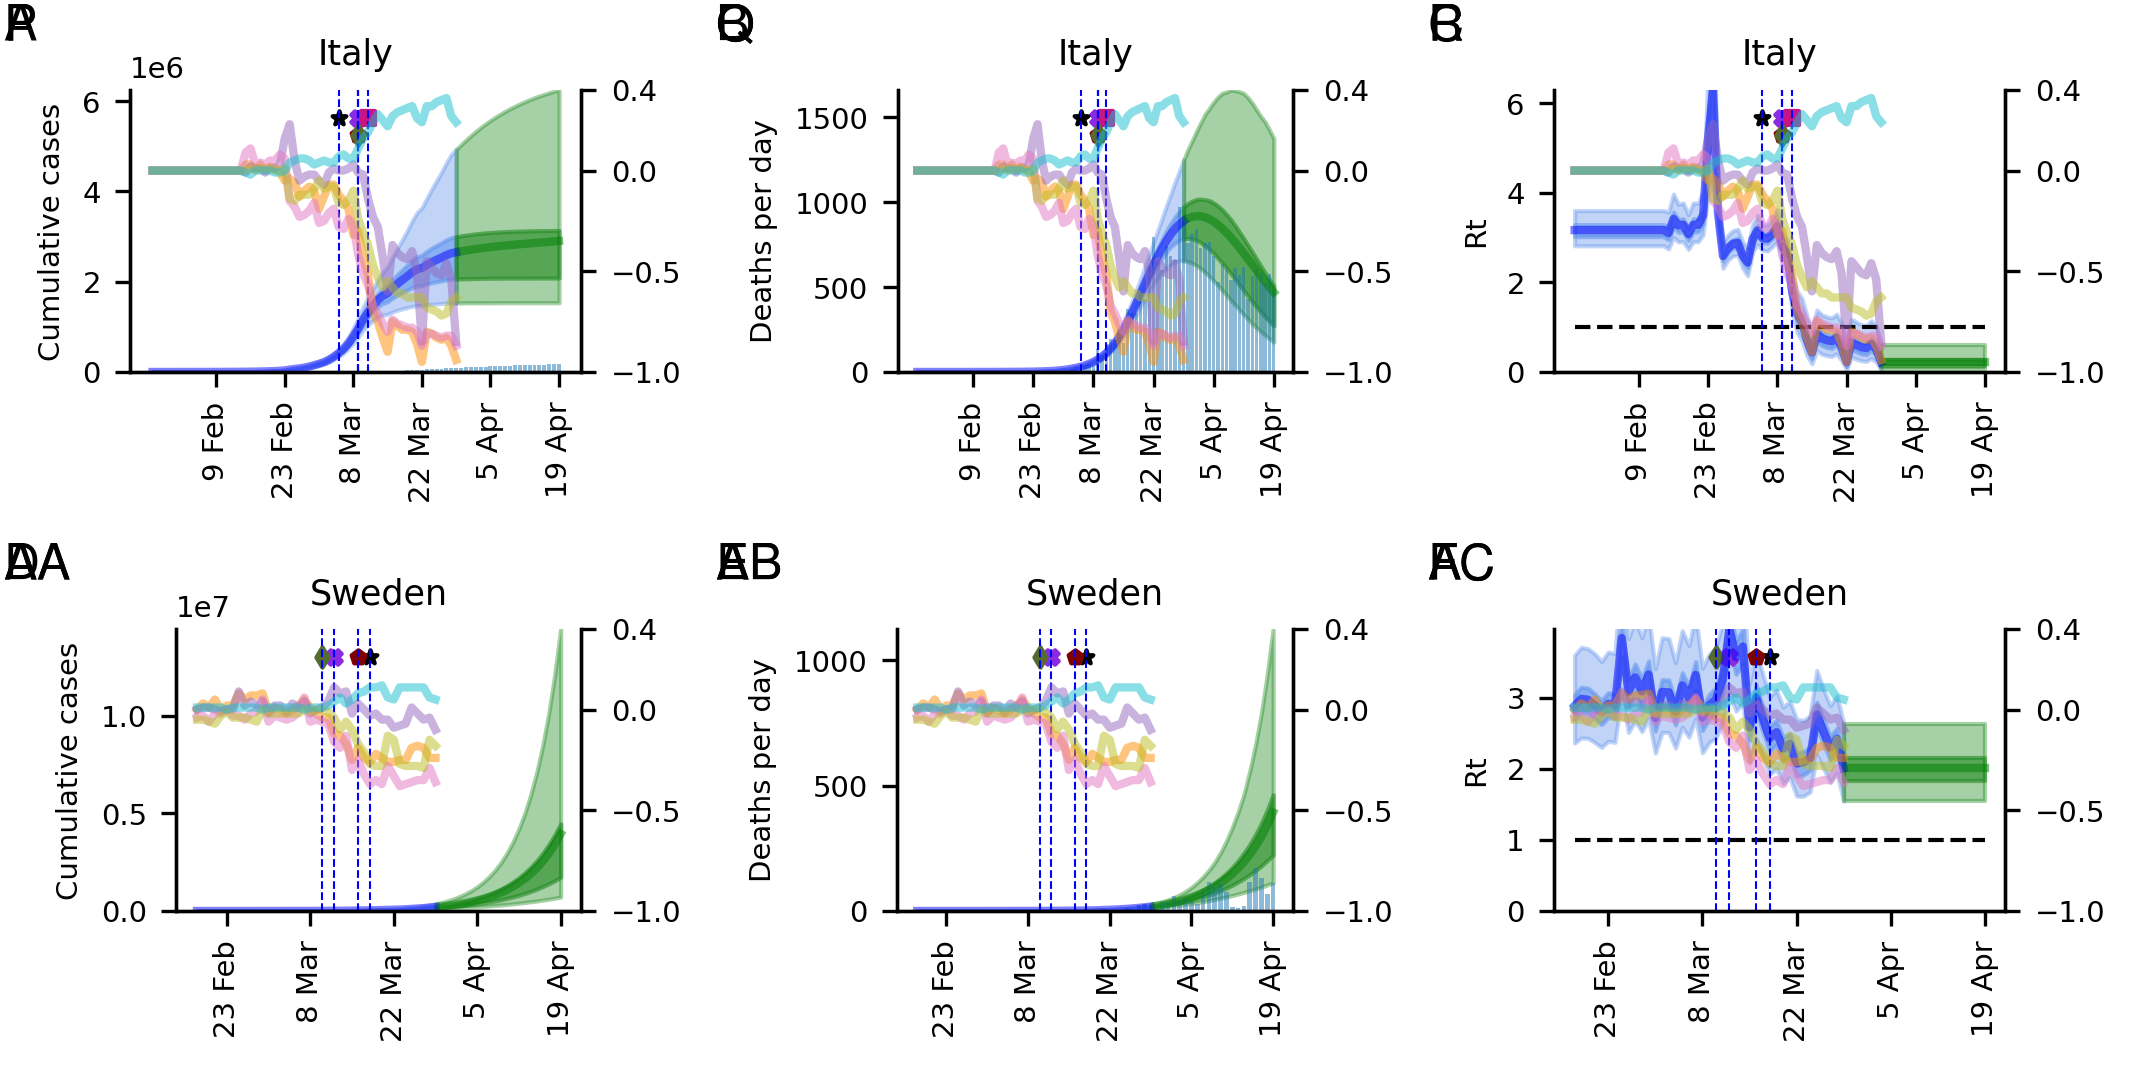 Italy
1e6
Cumulative cases
6
4
2
0
0.4
0.0
−0.5
−1.0
9 Feb
23 Feb
8 Mar
22 Mar
5 Apr
19 Apr
Italy
Deaths per day
1500
1000
500
0
0.4
0.0
−0.5
−1.0
9 Feb
23 Feb
8 Mar
22 Mar
5 Apr
19 Apr
Italy
Rt
6
4
2
0
0.4
0.0
−0.5
−1.0
9 Feb
23 Feb
8 Mar
22 Mar
5 Apr
19 Apr
Sweden
1e7
Cumulative cases
1.0
0.5
0.0
0.4
0.0
−0.5
−1.0
23 Feb
8 Mar
22 Mar
5 Apr
19 Apr
Sweden
Deaths per day
1000
500
0
0.4
0.0
−0.5
−1.0
23 Feb
8 Mar
22 Mar
5 Apr
19 Apr
Sweden
Rt
3
2
1
0
0.4
0.0
−0.5
−1.0
23 Feb
8 Mar
22 Mar
5 Apr
19 Apr